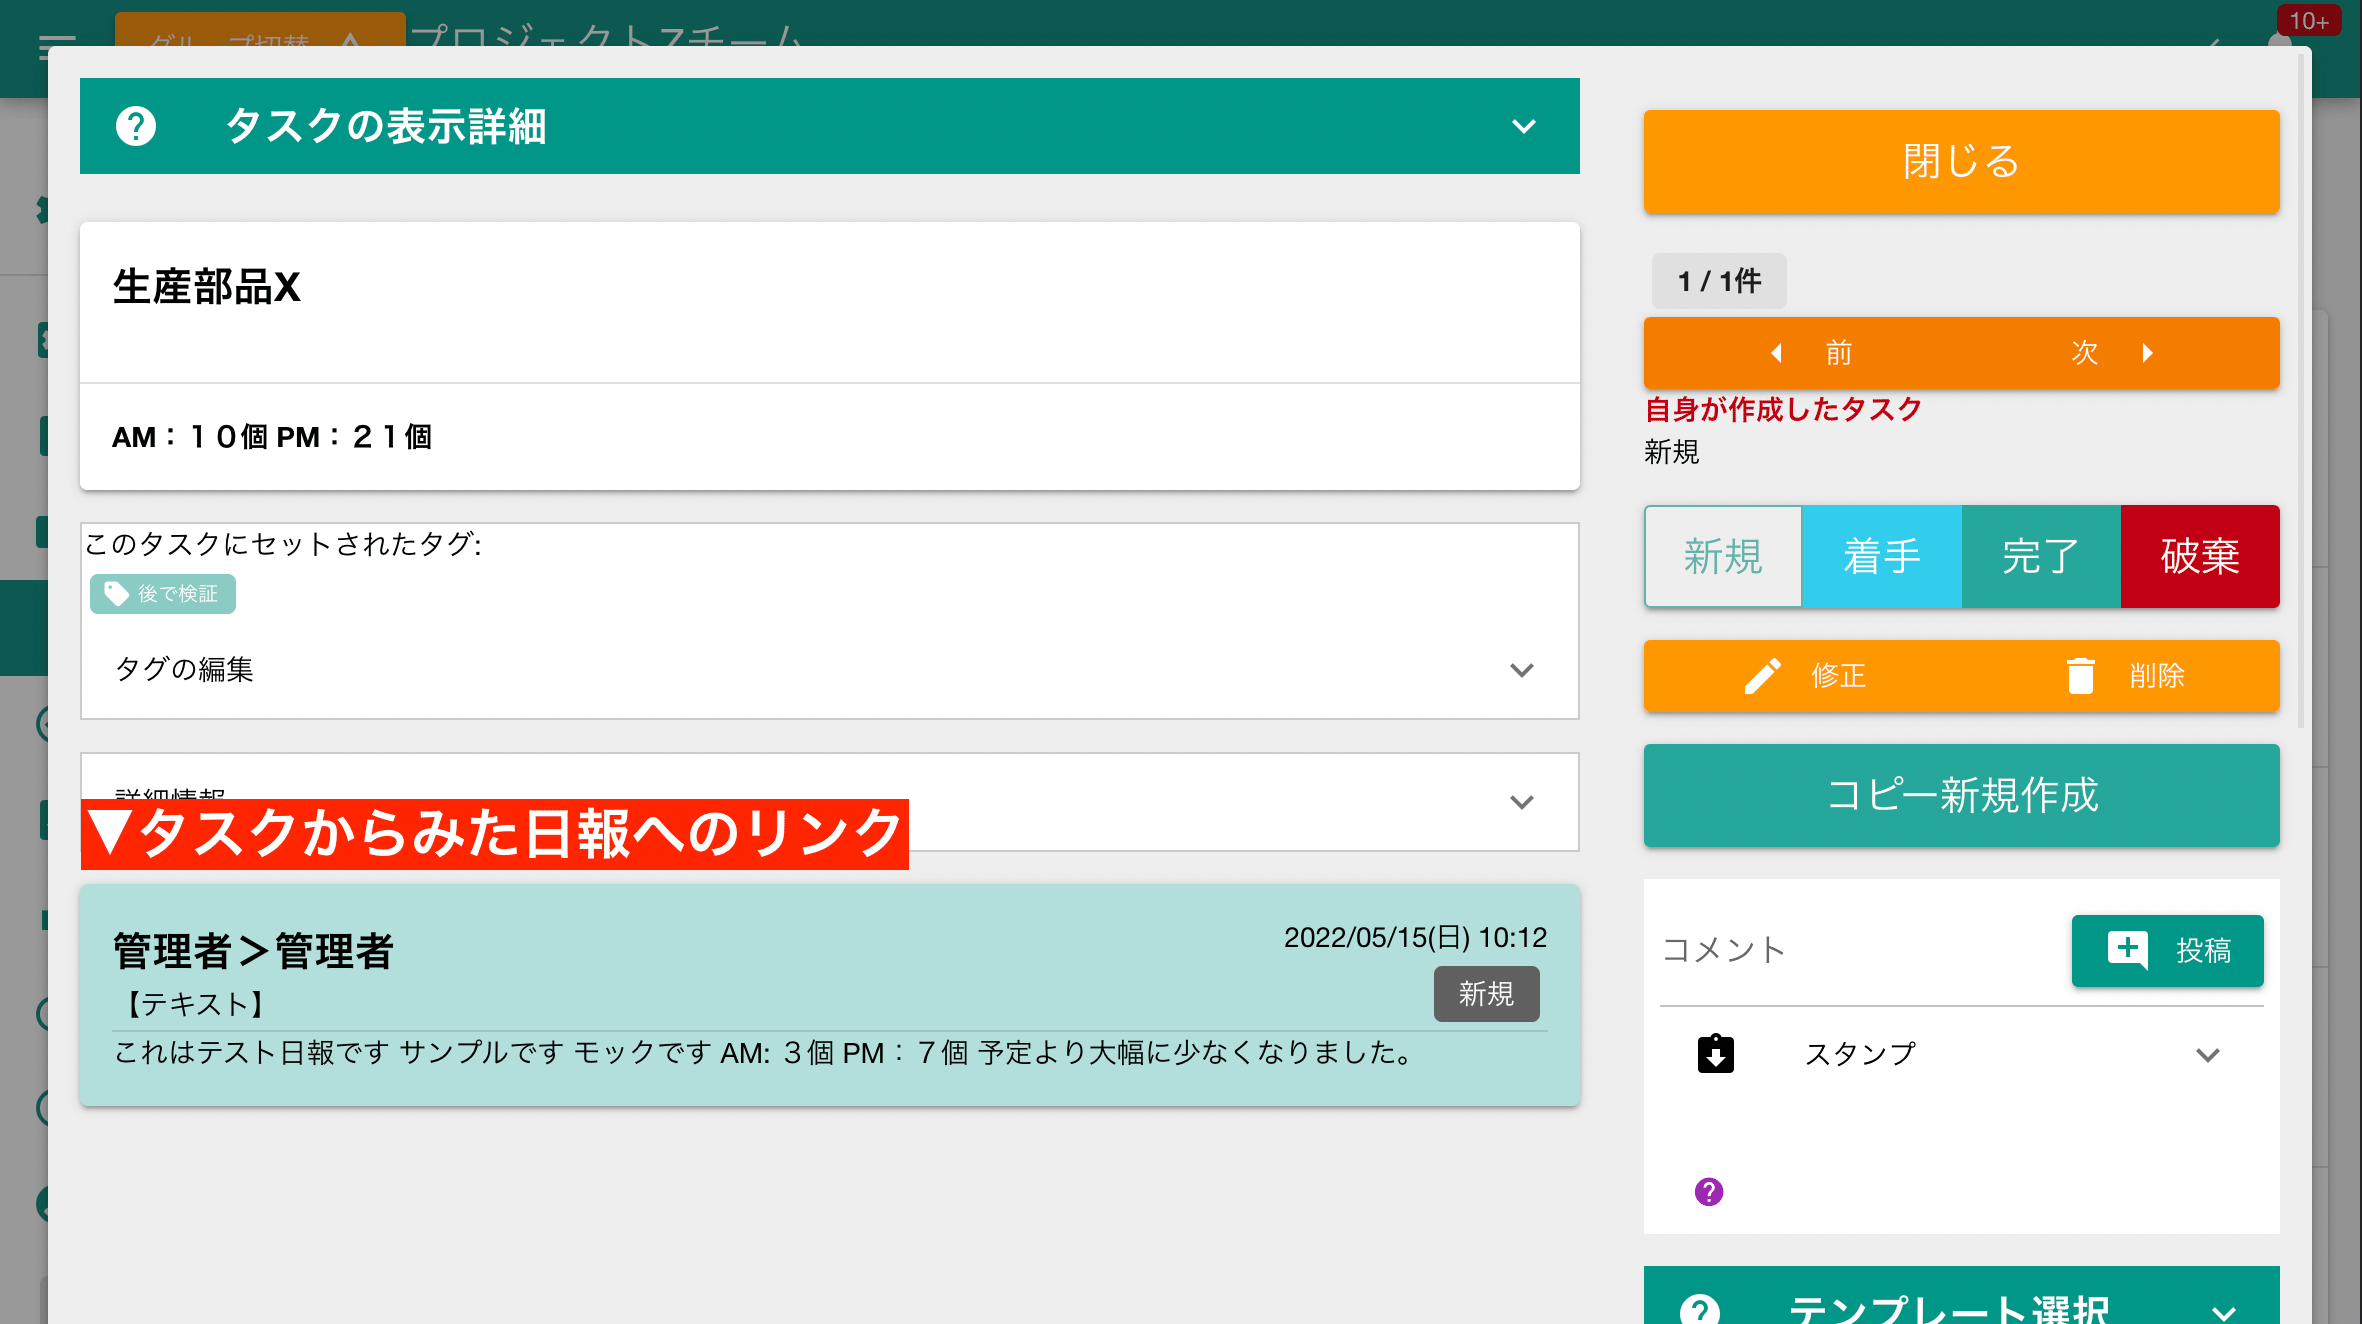 グループ切替
プロジェクトZチーム
10+
タスクの表示詳細
生産部品X
AM：１０個 PM：２１個
このタスクにセットされたタグ:
後で検証
タグの編集
詳細情報
▼タスクからみた日報へのリンク
管理者＞管理者
2022/05/15(日) 10:12
【テキスト】
新規
これはテスト日報です サンプルです モックです AM: ３個 PM：７個 予定より大幅に少なくなりました。
閉じる
1 / 1件
前
次
自身が作成したタスク
新規
新規
着手
完了
破棄
修正
削除
コピー新規作成
コメント
投稿
スタンプ
テンプレート選択